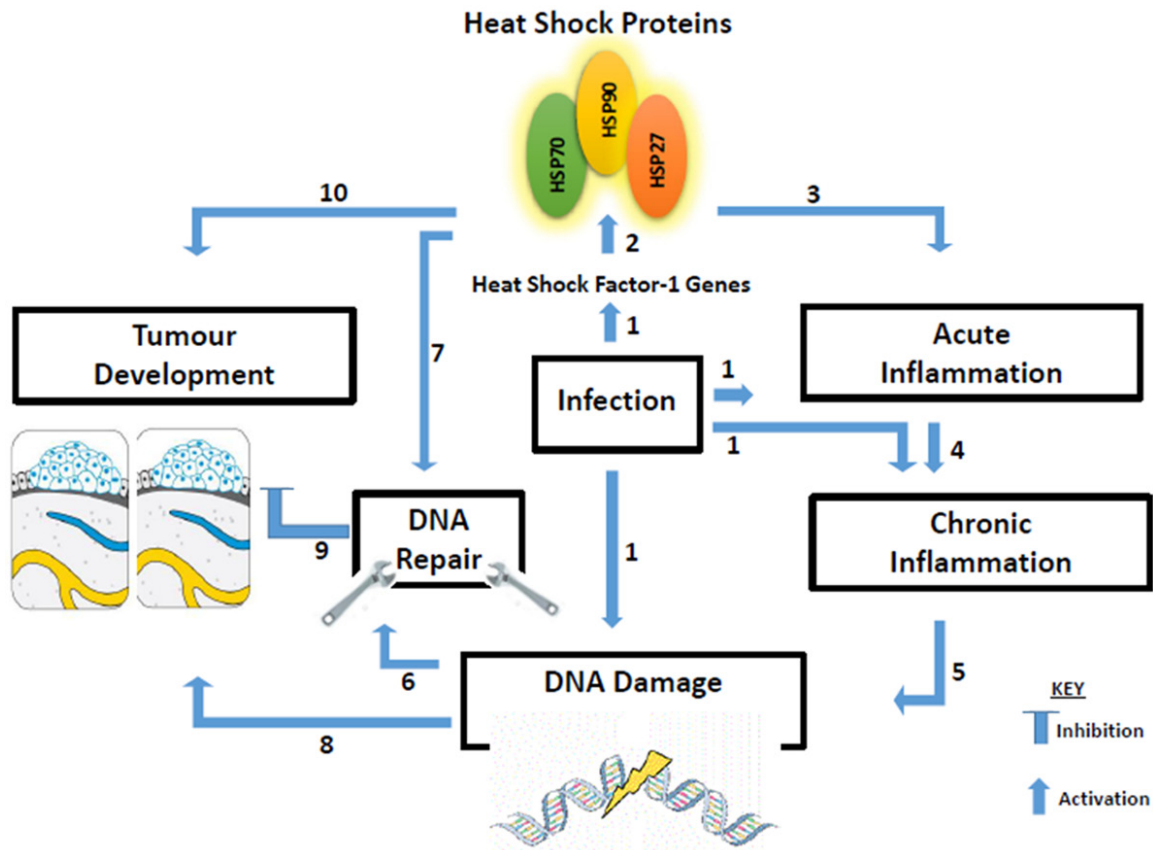 Heat Shock Proteins
HSP70
HSP90
HSP27
10
3
2
Heat Shock Factor-1 Genes
7
1
Tumour
Development
Acute
Inflammation
Infection
1
1
4
DNA
Repair
9
1
Chronic
Inflammation
6
DNA Damage
5
8
KEY
Inhibition
Activation